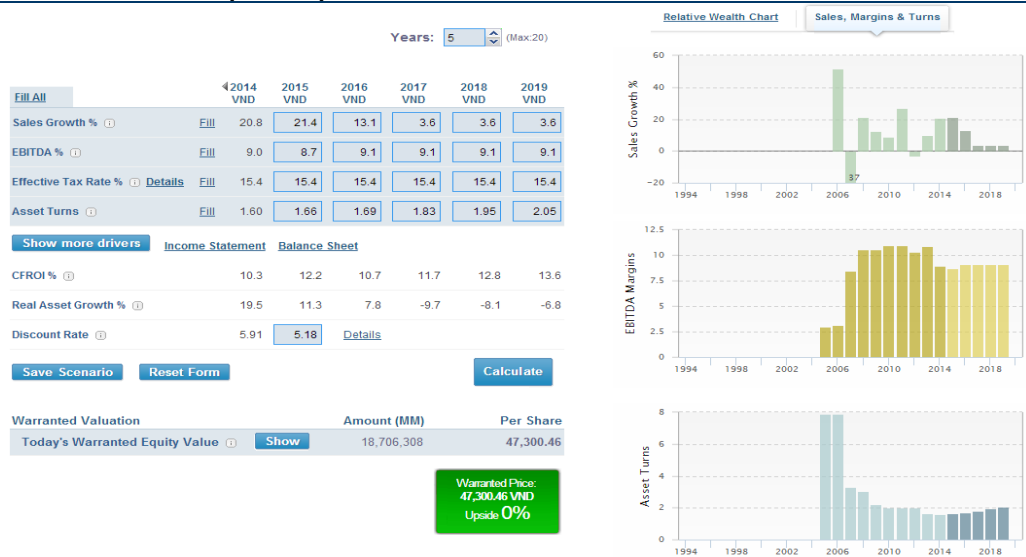 Years: 5 (Max:20)
Fill All 2014 VND 2015 VND 2016 VND 2017 VND 2018 VND 2019 VND
Sales Growth % Fill 20.8 21.4 13.1 3.6 3.6 3.6
EBITDA % Fill 9.0 8.7 9.1 9.1 9.1 9.1
Effective Tax Rate % Details Fill 15.4 15.4 15.4 15.4 15.4 15.4
Asset Turns Fill 1.60 1.66 1.69 1.83 1.95 2.05
Show more drivers Income Statement Balance Sheet
CFROI % 10.3 12.2 10.7 11.7 12.8 13.6
Real Asset Growth % 19.5 11.3 7.8 -9.7 -8.1 -6.8
Discount Rate 5.91 5.18 Details
Save Scenario Reset Form Calculate
Warranted Valuation Amount (MM) Per Share
Today's Warranted Equity Value Show 18,706,308 47,300.46
Warranted Price:
47,300.46 VND
Upside 0%
Relative Wealth Chart Sales, Margins & Turns
Sales Growth %
60
40
20
0
-20
37
1994 1998 2002 2006 2010 2014 2018
EBITDA Margins
12.5
10
7.5
5
2.5
0
1994 1998 2002 2006 2010 2014 2018
Asset Turns
8
6
4
2
0
1994 1998 2002 2006 2010 2014 2018